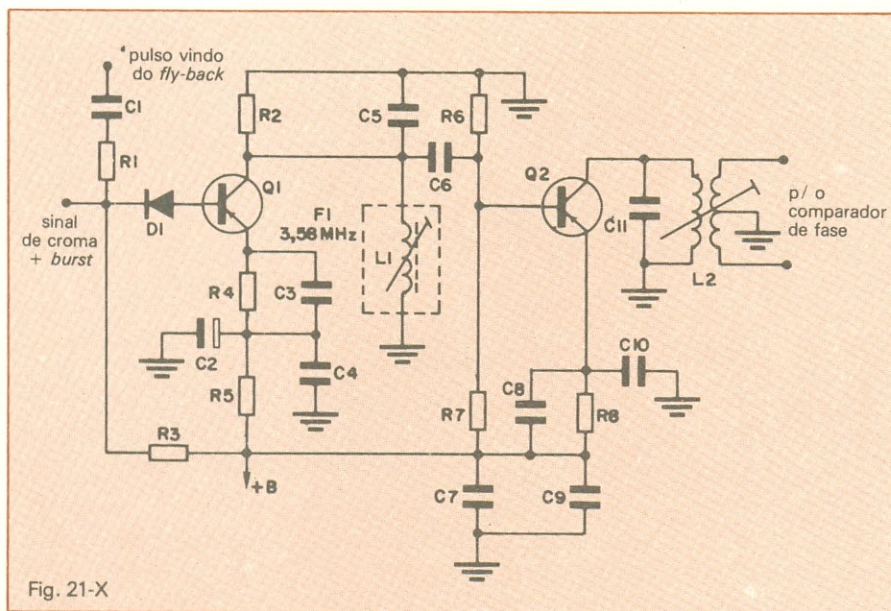 * pulso vindo
do fly-back
C1
R1
sinal
de croma
+ burst
D1
R2
Q1
C5
R6
C6
F1
3,58 MHz
L1
R4
C3
C2
C4
R5
R3
+B
Q2
C11
L2
p/ o
comparador
de fase
R7
C8
R8
C10
C7
C9
Fig. 21-X